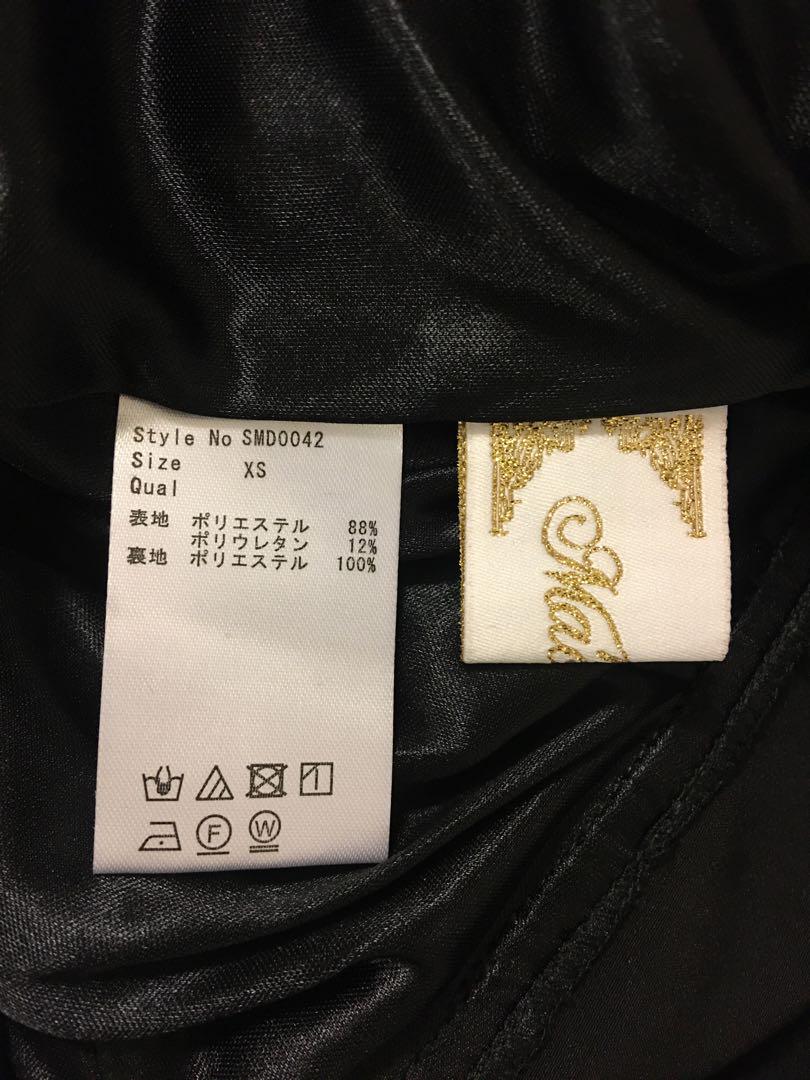 Style No SMD0042
Size XS
Qual
表地 ポリエステル 88%
ポリウレタン 12%
裏地 ポリエステル 100%
F
W